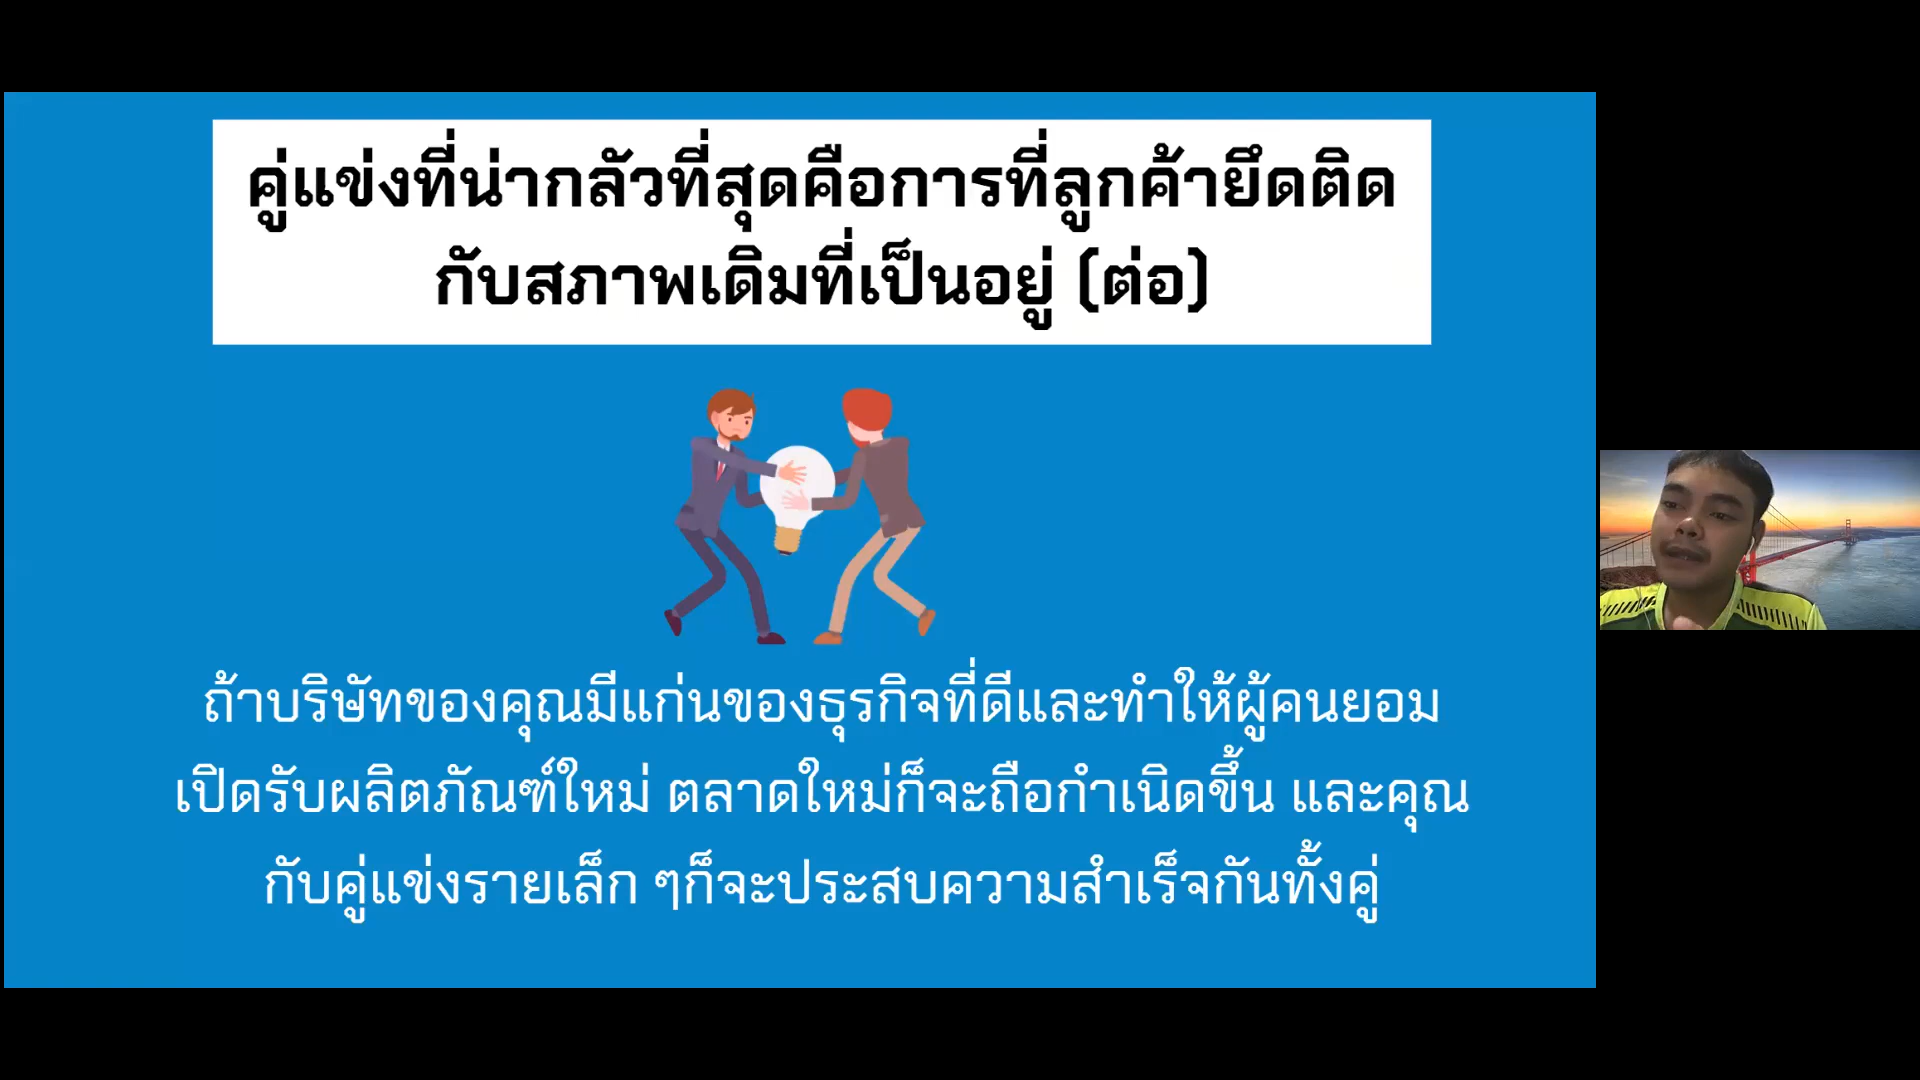 คู่แข่งที่น่ากลัวที่สุดคือการที่ลูกค้ายึดติด
กับสภาพเดิมที่เป็นอยู่ (ต่อ)
ถ้าบริษัทของคุณมีแก่นของธุรกิจที่ดีและทำให้ผู้คนยอม
เปิดรับผลิตภัณฑ์ใหม่ ตลาดใหม่ก็จะถือกำเนิดขึ้น และคุณ
กับคู่แข่งรายเล็ก ๆก็จะประสบความสำเร็จกันทั้งคู่